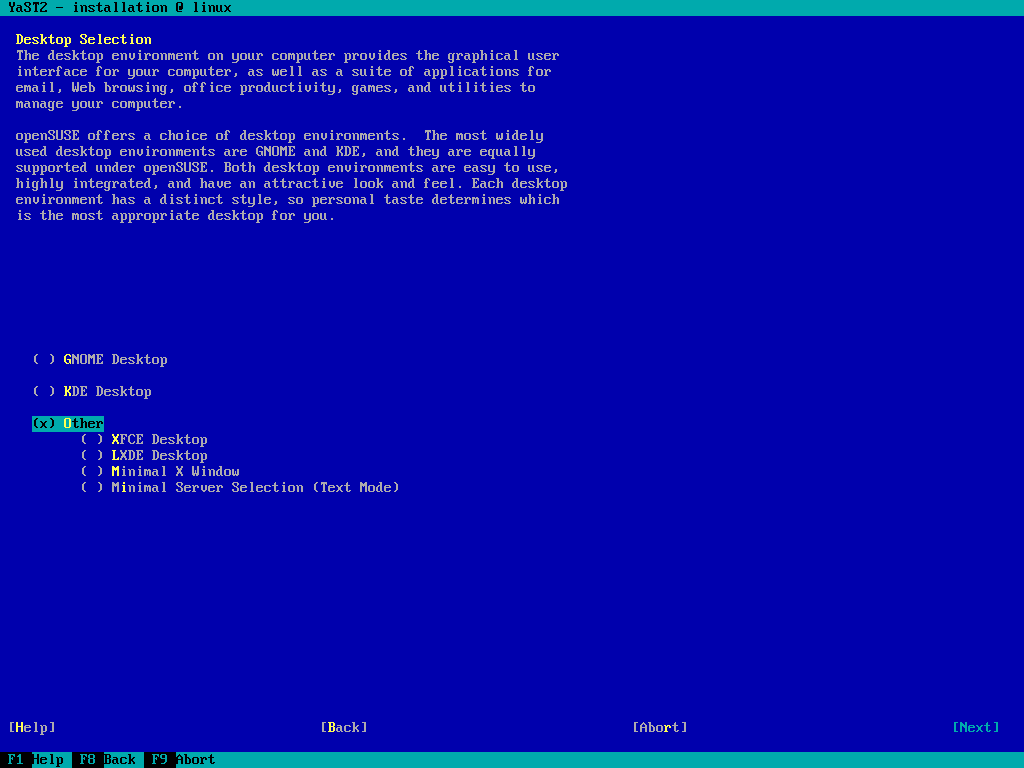 YaST2 - installation @ linux
Desktop Selection
The desktop environment on your computer provides the graphical user
interface for your computer, as well as a suite of applications for
email, Web browsing, office productivity, games, and utilities to
manage your computer.
openSUSE offers a choice of desktop environments.  The most widely
used desktop environments are GNOME and KDE, and they are equally
supported under openSUSE. Both desktop environments are easy to use,
highly integrated, and have an attractive look and feel. Each desktop
environment has a distinct style, so personal taste determines which
is the most appropriate desktop for you.
( ) GNOME Desktop
( ) KDE Desktop
(x) Other
( ) XFCE Desktop
( ) LXDE Desktop
( ) Minimal X Window
( ) Minimal Server Selection (Text Mode)
[Help] [Back] [Abort] [Next]
F1 Help F8 Back F9 Abort